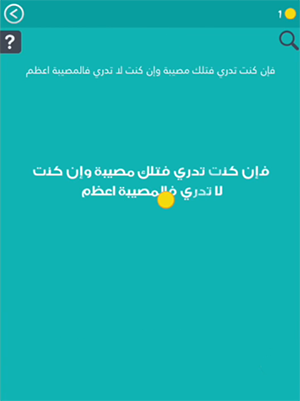 1
?
فإن كنت تدري فتلك مصيبة وإن كنت لا تدري فالمصيبة اعظم
فإن كنت تدري فتلك مصيبة وإن كنت
لا تدري فالمصيبة اعظم